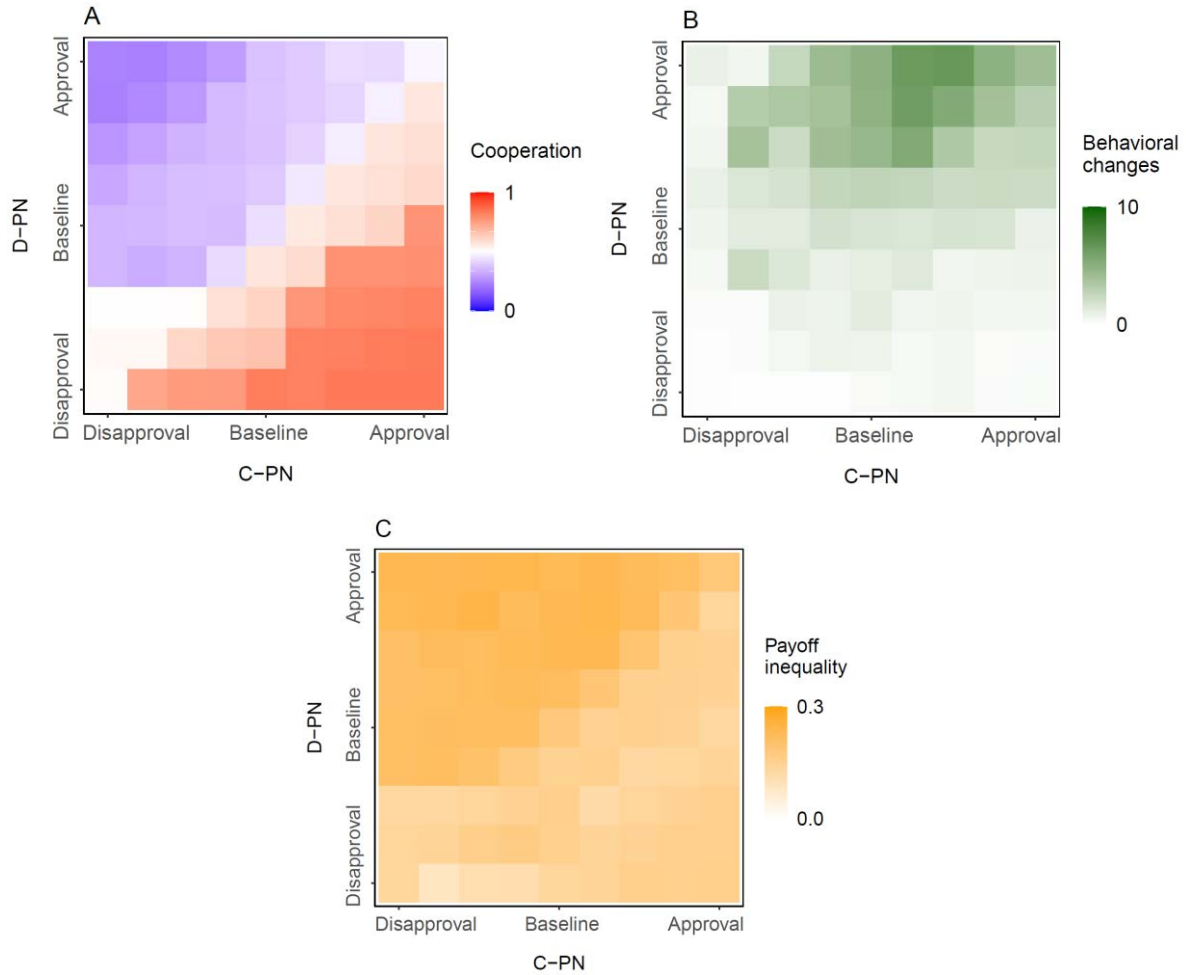 A
Approval
Baseline
Disapproval
D−PN
Disapproval Baseline Approval
C−PN
Cooperation
1
0
B
Approval
Baseline
Disapproval
D−PN
Disapproval Baseline Approval
C−PN
Behavioral
changes
10
0
C
Approval
Baseline
Disapproval
D−PN
Disapproval Baseline Approval
C−PN
Payoff
inequality
0.3
0.0